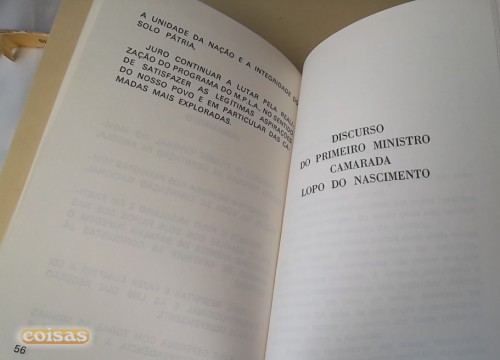 A UNIDADE DA NAÇÃO E A INTEGRIDADE DO
SOLO PÁTRIA.
JURO CONTINUAR A LUTAR PELA REALI
ZAÇÃO DO PROGRAMA DO M.P.L.A. NO SENTIDO
DE SATISFAZER AS LEGÍTIMAS ASPIRAÇÕES
DO NOSSO POVO E EM PARTICULAR DAS CA
MADAS MAIS EXPLORADAS.
56
DISCURSO
DO PRIMEIRO MINISTRO
CAMARADA
LOPO DO NASCIMENTO
coisas